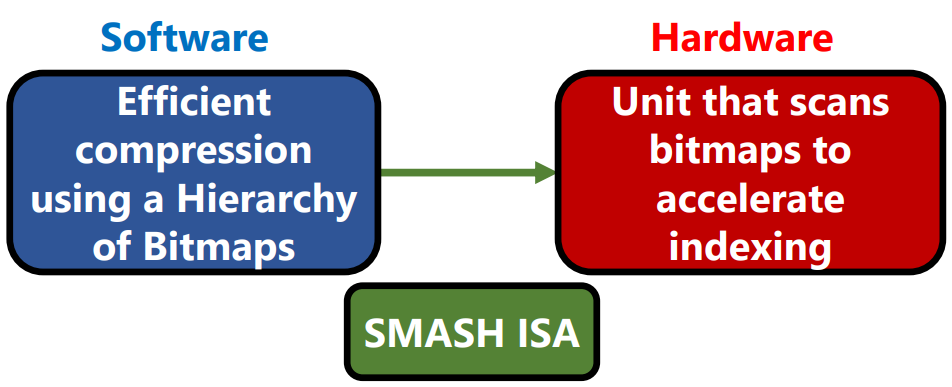 Software
Efficient
compression
using a Hierarchy
of Bitmaps
Hardware
Unit that scans
bitmaps to
accelerate
indexing
SMASH ISA